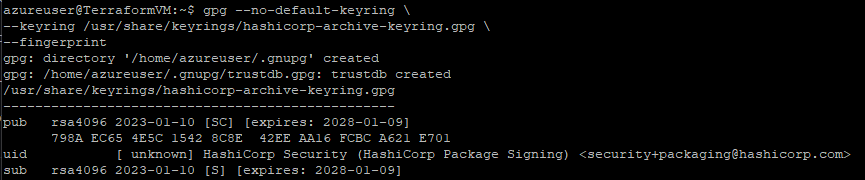 azureuser@TerraformVM:~$ gpg --no-default-keyring \
--keyring /usr/share/keyrings/hashicorp-archive-keyring.gpg \
--fingerprint
gpg: directory '/home/azureuser/.gnupg' created
gpg: /home/azureuser/.gnupg/trustdb.gpg: trustdb created
/usr/share/keyrings/hashicorp-archive-keyring.gpg
-------------------------------------------------
pub   rsa4096 2023-01-10 [SC] [expires: 2028-01-09]
      798A EC65 4E5C 1542 8C8E  42EE AA16 FCBC A621 E701
uid           [ unknown] HashiCorp Security (HashiCorp Package Signing) <security+packaging@hashicorp.com>
sub   rsa4096 2023-01-10 [S] [expires: 2028-01-09]